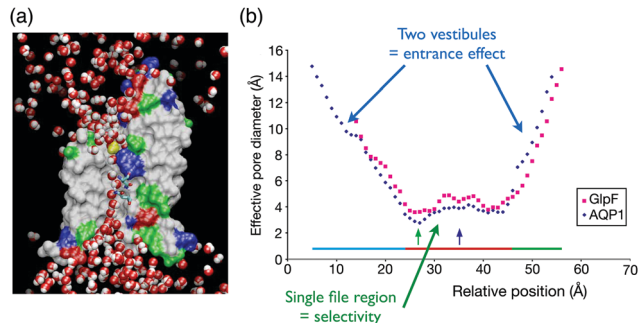 (a)
(b)
Two vestibules
= entrance effect
Effective pore diameter (Å)
16
14
12
10
8
6
4
2
0
GlpF
AQP1
0 10 20 30 40 50 60 70
Single file region
= selectivity
Relative position (Å)